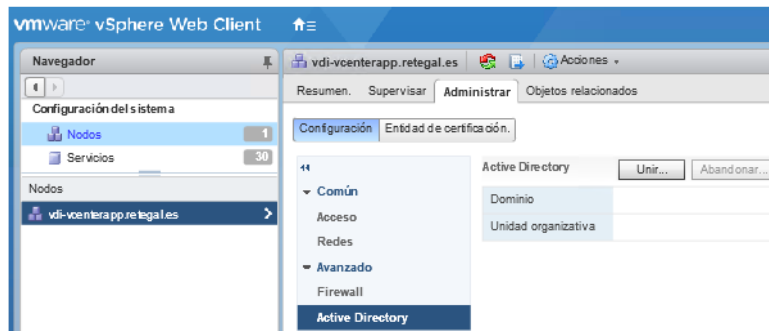 vmware® vSphere Web Client
Navegador
Configuración del sistema
Nodos 1
Servicios 30
Nodos
vdi-vcenterapp.retegal.es
vdi-vcenterapp.retegal.es Acciones
Resumen. Supervisar Administrar Objetos relacionados
Configuración Entidad de certificación.
Común
Acceso
Redes
Avanzado
Firewall
Active Directory
Active Directory Unir... Abandonar...
Dominio
Unidad organizativa